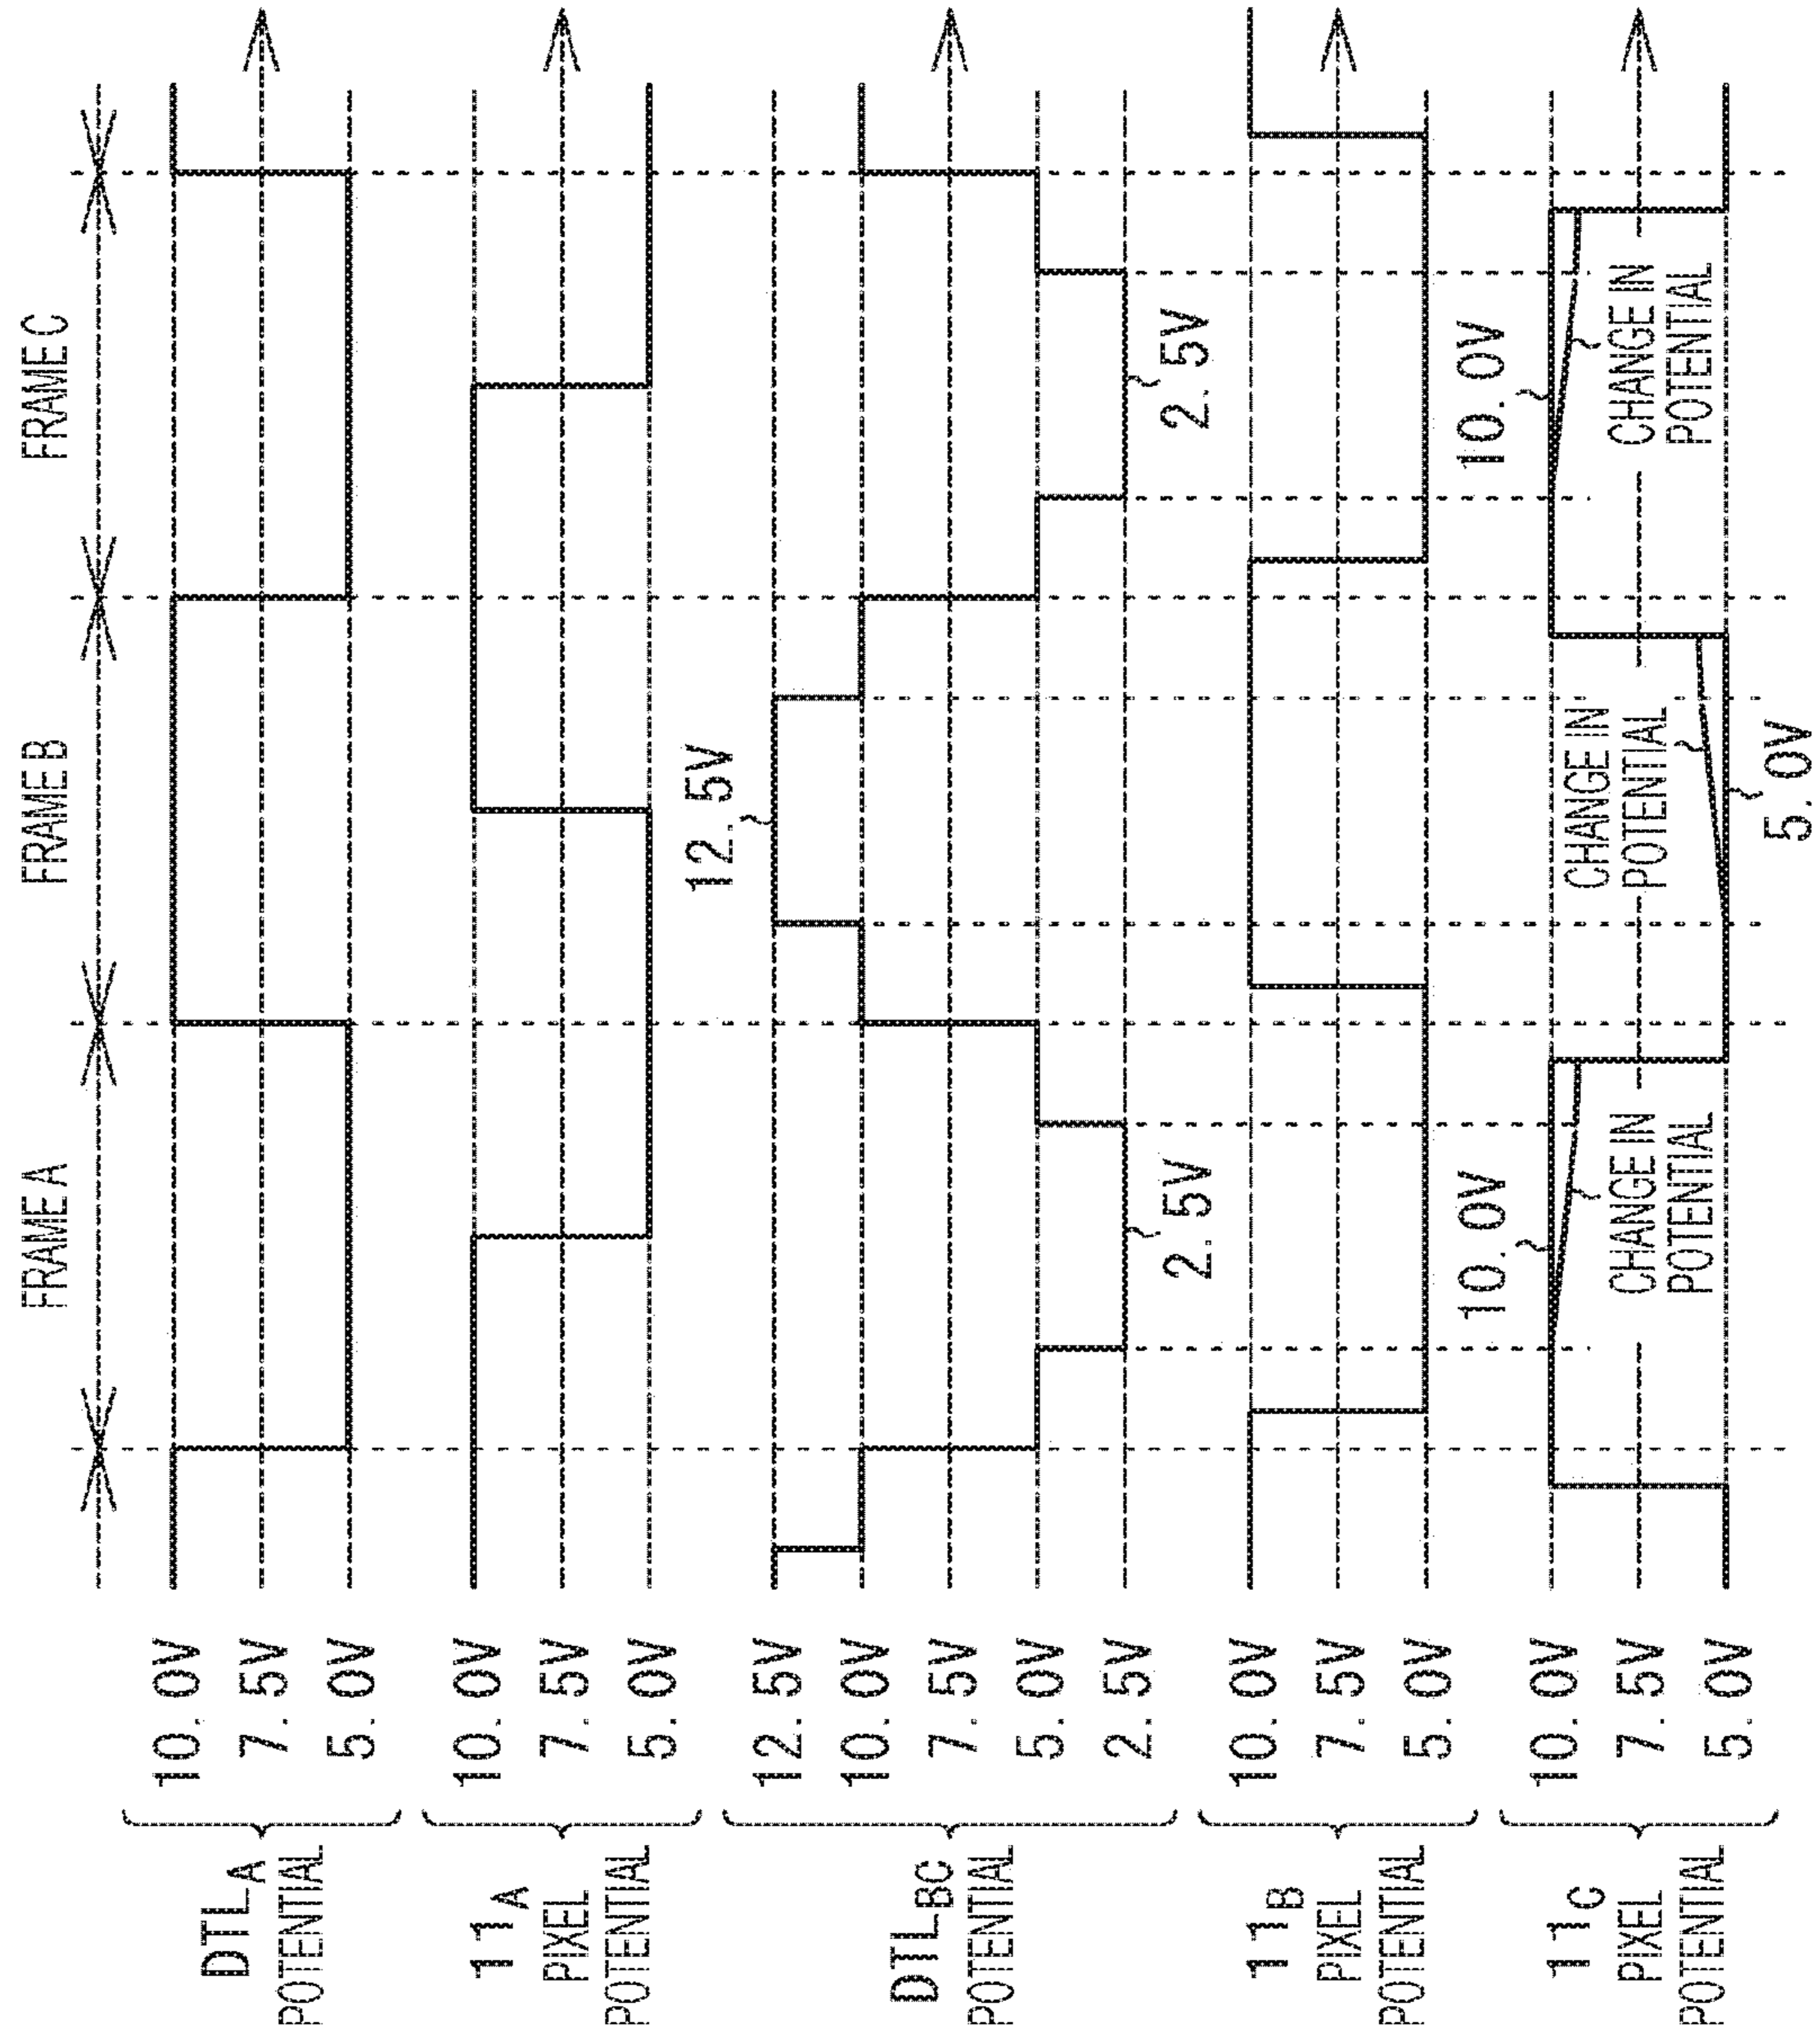 FRAME A
FRAME B
FRAME C
DTLA
POTENTIAL
10. 0V
7. 5V
5. 0V
11A
PIXEL
POTENTIAL
10. 0V
7. 5V
5. 0V
DTLBC
POTENTIAL
12. 5V
10. 0V
7. 5V
5. 0V
2. 5V
12. 5V
2. 5V
2. 5V
11B
PIXEL
POTENTIAL
10. 0V
7. 5V
5. 0V
11C
PIXEL
POTENTIAL
10. 0V
7. 5V
5. 0V
10. 0V
CHANGE IN
POTENTIAL
CHANGE IN
POTENTIAL
5. 0V
10. 0V
CHANGE IN
POTENTIAL